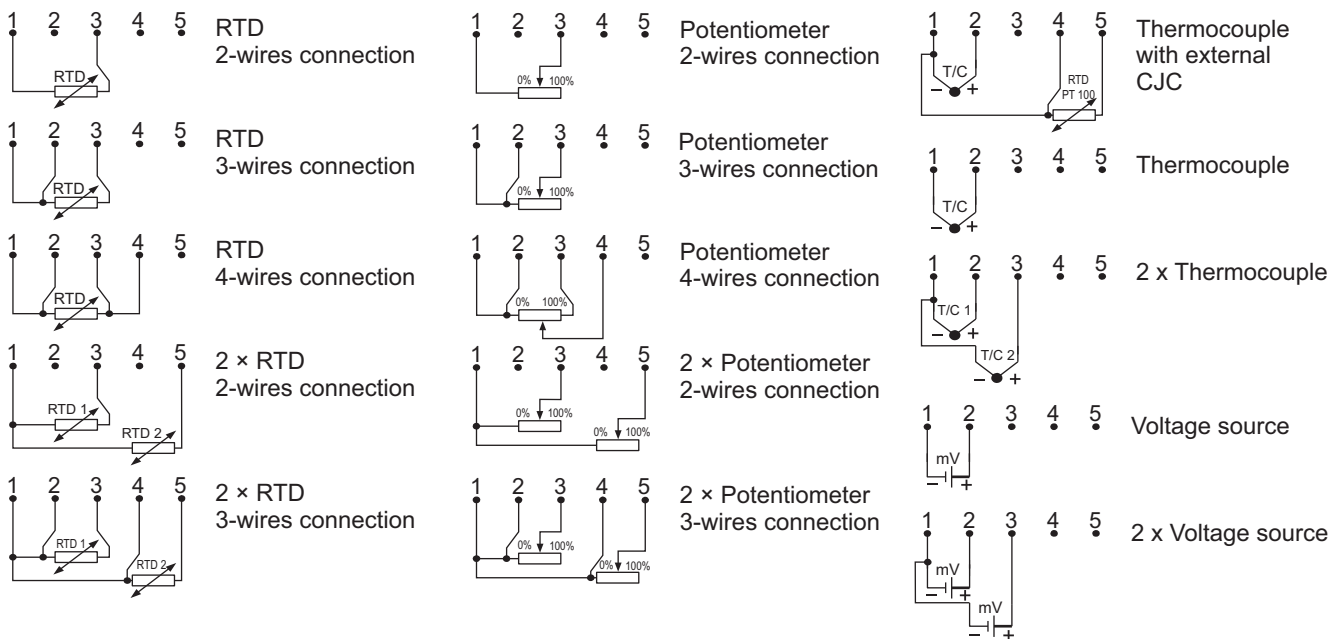 1 2 3 4 5
RTD
2-wires connection
RTD
1 2 3 4 5
RTD
3-wires connection
RTD
1 2 3 4 5
RTD
4-wires connection
RTD
1 2 3 4 5
2 × RTD
2-wires connection
RTD 1
RTD 2
1 2 3 4 5
2 × RTD
3-wires connection
RTD 1
RTD 2
1 2 3 4 5
Potentiometer
2-wires connection
0% 100%
1 2 3 4 5
Potentiometer
3-wires connection
0% 100%
1 2 3 4 5
Potentiometer
4-wires connection
0% 100%
1 2 3 4 5
2 × Potentiometer
2-wires connection
0% 100%
0% 100%
1 2 3 4 5
2 × Potentiometer
3-wires connection
0% 100%
0% 100%
1 2 3 4 5
Thermocouple
with external
CJC
T/C
– +
RTD
PT 100
1 2 3 4 5
Thermocouple
T/C
– +
1 2 3 4 5
2 x Thermocouple
T/C 1
– +
T/C 2
– +
1 2 3 4 5
Voltage source
mV
– +
1 2 3 4 5
2 x Voltage source
mV
– +
mV
– +